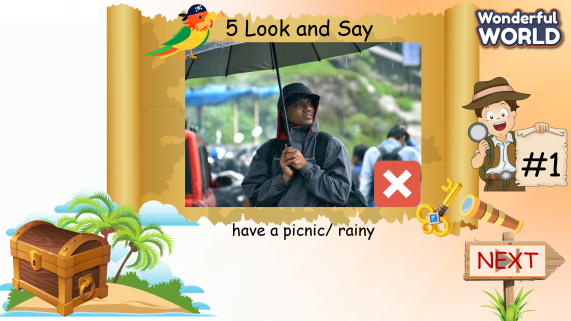 5 Look and Say
Wonderful
WORLD
#1
have a picnic/ rainy
NEXT